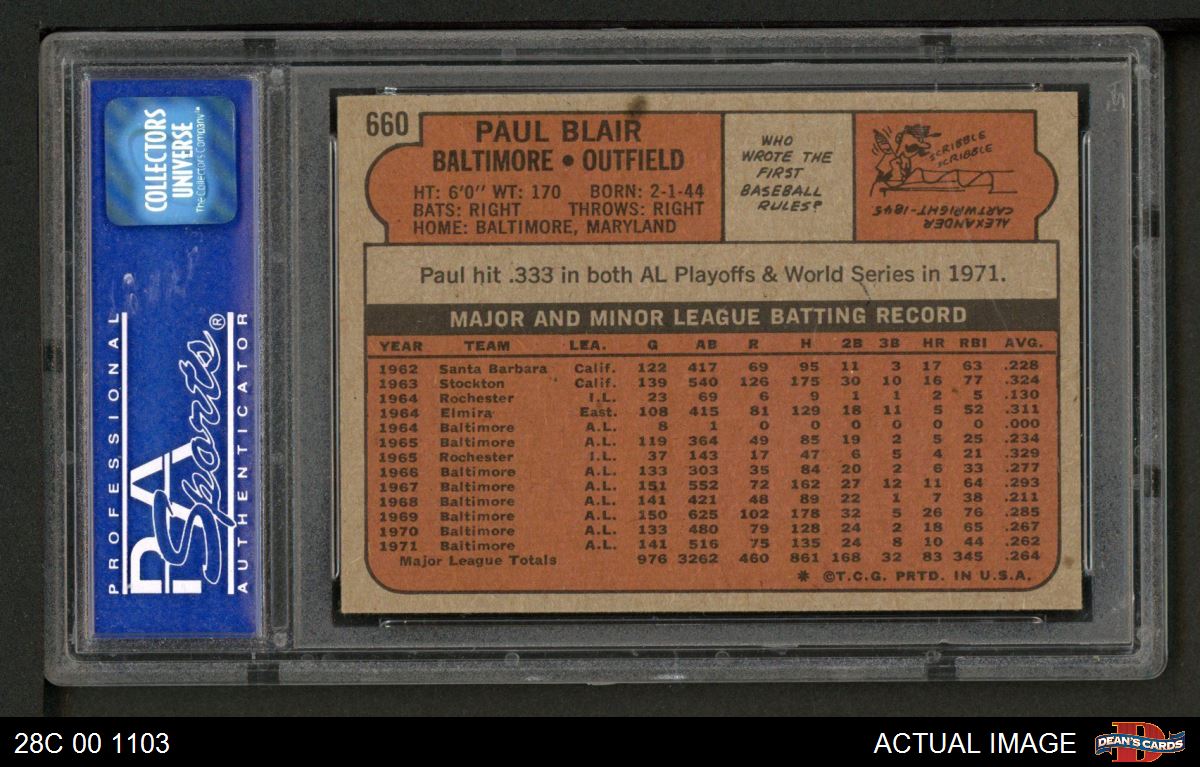 COLLECTORS
UNIVERSE
The Collectors Company™
PROFESSIONAL
PSA
Sports®
AUTHENTICATOR
660
PAUL BLAIR
BALTIMORE • OUTFIELD
HT: 6'0" WT: 170 BORN: 2-1-44
BATS: RIGHT THROWS: RIGHT
HOME: BALTIMORE, MARYLAND
WHO
WROTE THE
FIRST
BASEBALL
RULES?
SCRIBBLE
SCRIBBLE
ALEXANDER
CARTWRIGHT-1845
Paul hit .333 in both AL Playoffs & World Series in 1971.
MAJOR AND MINOR LEAGUE BATTING RECORD
YEAR TEAM LEA. G AB R H 2B 3B HR RBI AVG.
1962 Santa Barbara Calif. 122 417 69 95 11 3 17 63 .228
1963 Stockton Calif. 139 540 126 175 30 10 16 77 .324
1964 Rochester I.L. 23 69 6 9 1 1 2 5 .130
1964 Elmira East. 108 415 81 129 18 11 5 52 .311
1964 Baltimore A.L. 8 1 0 0 0 0 0 0 .000
1965 Baltimore A.L. 119 364 49 85 19 2 5 25 .234
1965 Rochester I.L. 37 143 17 47 6 5 4 21 .329
1966 Baltimore A.L. 133 303 35 84 20 2 6 33 .277
1967 Baltimore A.L. 151 552 72 162 27 12 11 64 .293
1968 Baltimore A.L. 141 421 48 89 22 1 7 38 .211
1969 Baltimore A.L. 150 625 102 178 32 5 26 76 .285
1970 Baltimore A.L. 133 480 79 128 24 2 18 65 .267
1971 Baltimore A.L. 141 516 75 135 24 8 10 44 .262
Major League Totals 976 3262 460 861 168 32 83 345 .264
* ©T.C.G. PRTD. IN U.S.A.
28C 00 1103
ACTUAL IMAGE
D
DEAN'S CARDS